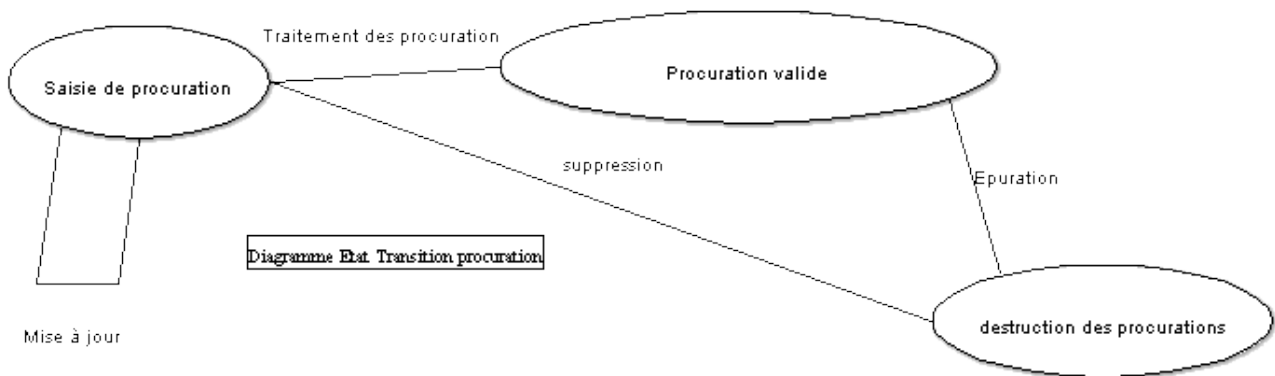 Traitement des procuration
Saisie de procuration
Procuration valide
suppression
Epuration
Diagramme Etat Transition procuration
destruction des procurations
Mise à jour